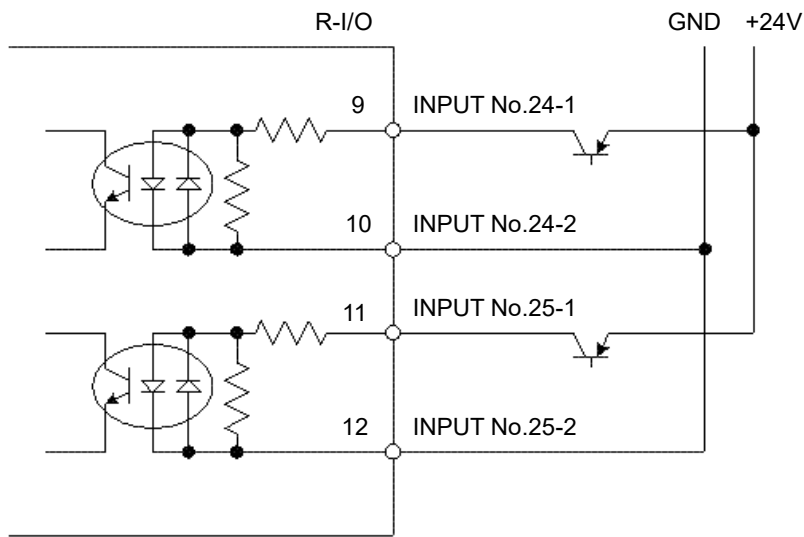 R-I/O GND +24V
9 INPUT No.24-1
10 INPUT No.24-2
11 INPUT No.25-1
12 INPUT No.25-2